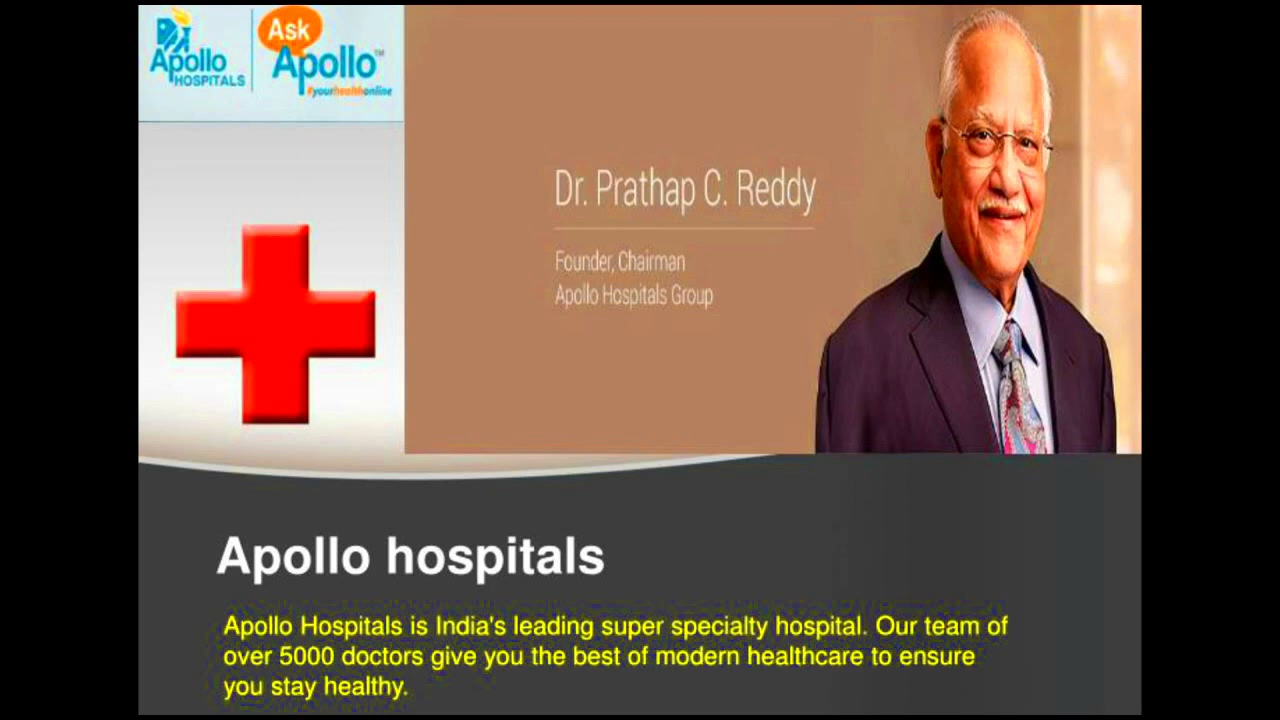 Apollo
HOSPITALS
Ask
Apollo™
#yourhealthonline
Dr. Prathap C. Reddy
Founder, Chairman
Apollo Hospitals Group
Apollo hospitals
Apollo Hospitals is India's leading super specialty hospital. Our team of
over 5000 doctors give you the best of modern healthcare to ensure
you stay healthy.